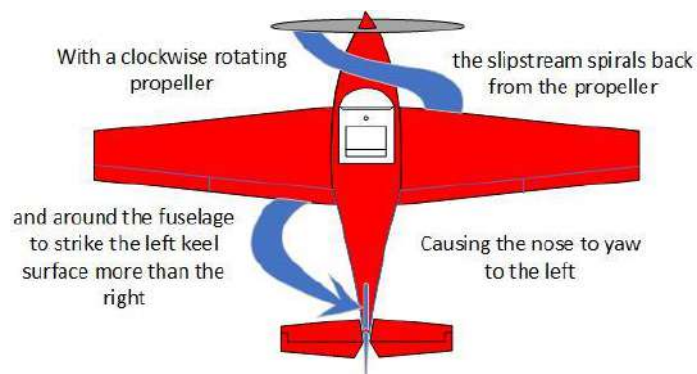 With a clockwise rotating
propeller
the slipstream spirals back
from the propeller
and around the fuselage
to strike the left keel
surface more than the
right
Causing the nose to yaw
to the left